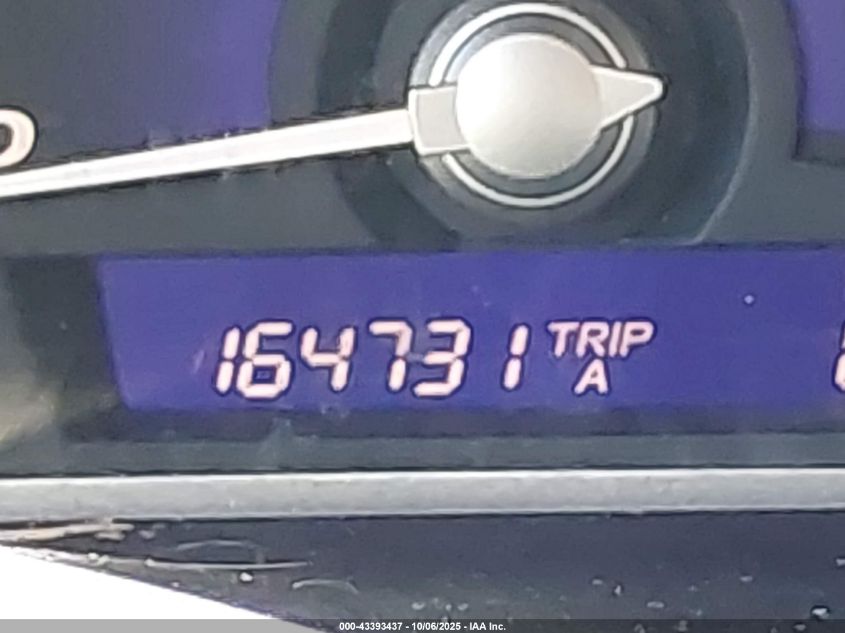 164731 TRIP
A
000-43393437 - 10/06/2025 - IAA Inc.